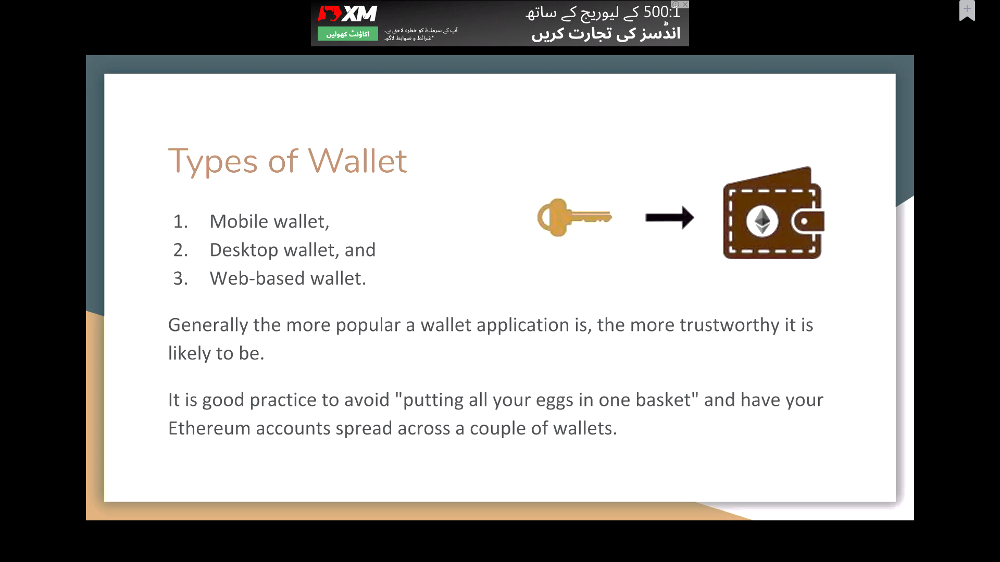 XM
500:1 کے لیوریج کے ساتھ
انڈسز کی تجارت کریں
آپ کے سرمائے کو خطرہ لاحق ہے۔
*شرائط و ضوابط لاگو۔
اکاؤنٹ کھولیں
Types of Wallet
1. Mobile wallet,
2. Desktop wallet, and
3. Web-based wallet.
Generally the more popular a wallet application is, the more trustworthy it is
likely to be.
It is good practice to avoid "putting all your eggs in one basket" and have your
Ethereum accounts spread across a couple of wallets.